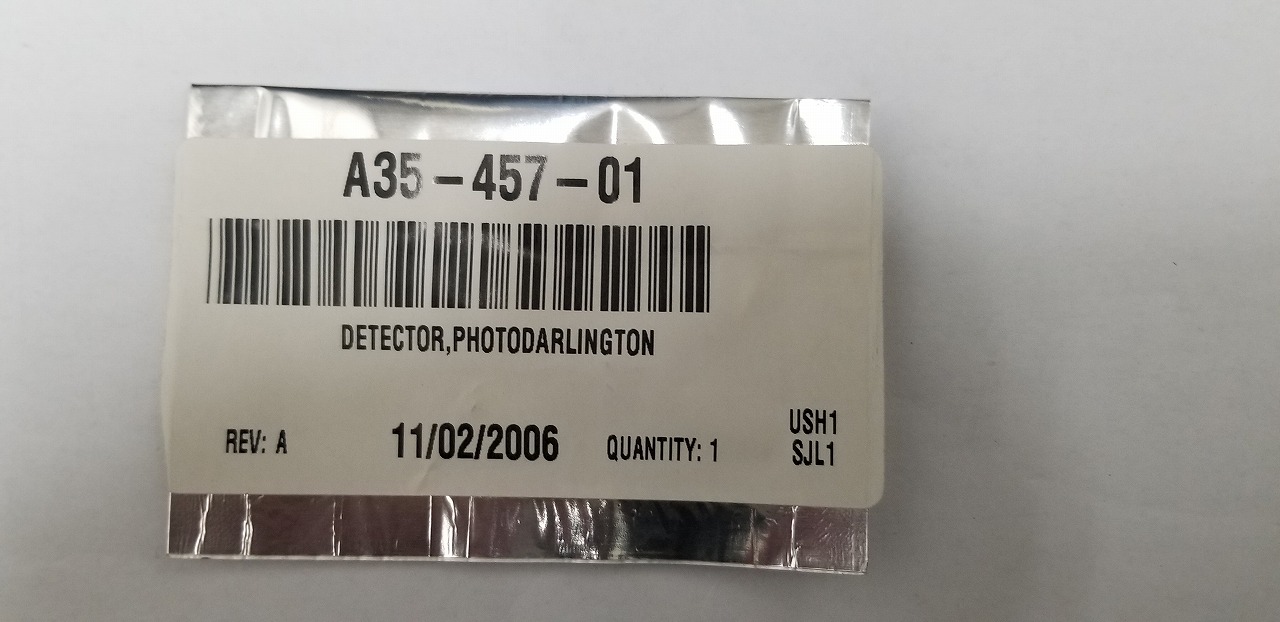 A35-457-01
DETECTOR,PHOTODARLINGTON
REV: A 11/02/2006 QUANTITY: 1 USH1
SJL1